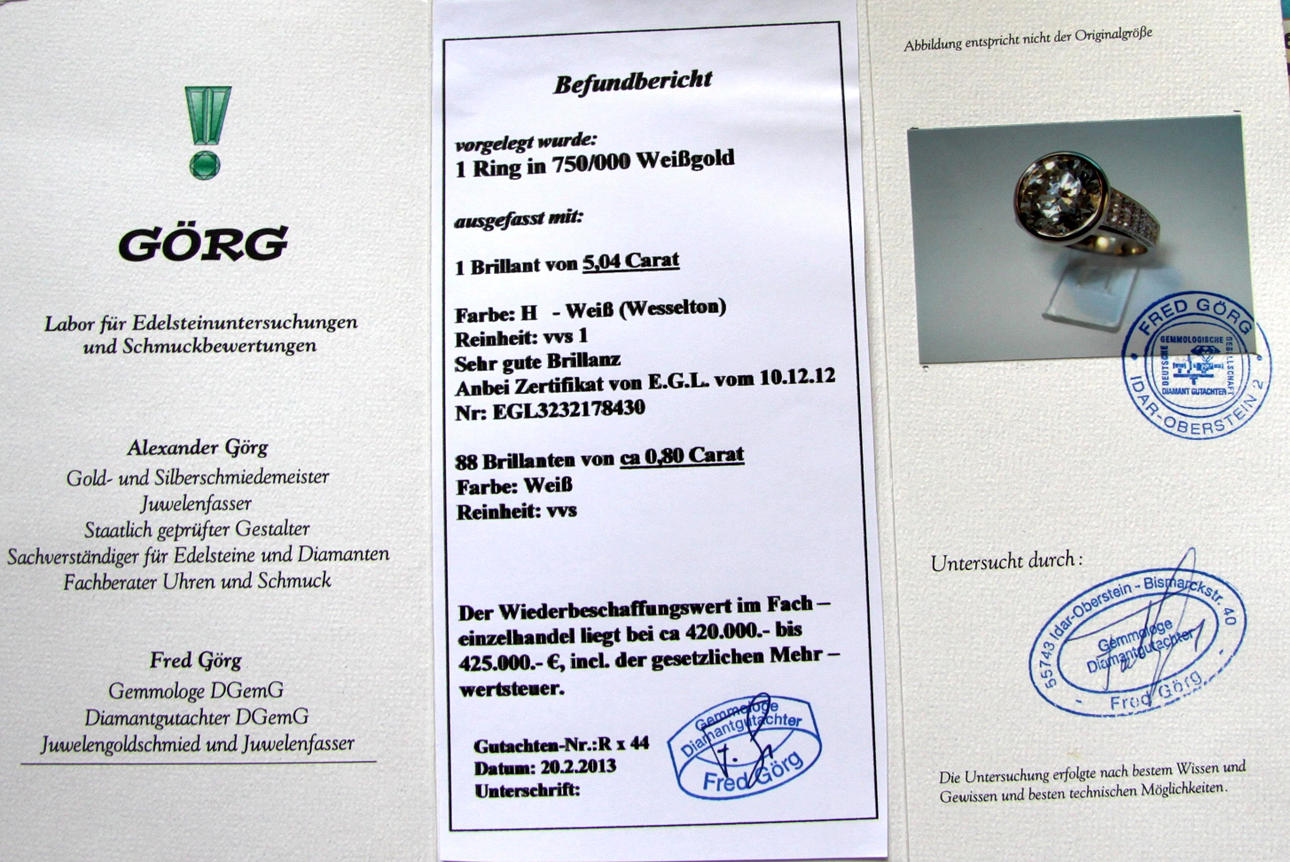 GÖRG
Labor für Edelsteinuntersuchungen
und Schmuckbewertungen
Alexander Görg
Gold- und Silberschmiedemeister
Juwelenfasser
Staatlich geprüfter Gestalter
Sachverständiger für Edelsteine und Diamanten
Fachberater Uhren und Schmuck
Fred Görg
Gemmologe DGemG
Diamantgutachter DGemG
Juwelengoldschmied und Juwelenfasser
Befundbericht
vorgelegt wurde:
1 Ring in 750/000 Weißgold
ausgefasst mit:
1 Brillant von 5,04 Carat
Farbe: H - Weiß (Wesselton)
Reinheit: vvs 1
Sehr gute Brillanz
Anbei Zertifikat von E.G.L. vom 10.12.12
Nr: EGL3232178430
88 Brillanten von ca 0,80 Carat
Farbe: Weiß
Reinheit: vvs
Der Wiederbeschaffungswert im Fach –
einzelhandel liegt bei ca 420.000.- bis
425.000.- €, incl. der gesetzlichen Mehr –
wertsteuer.
Gutachten-Nr.:R x 44
Datum: 20.2.2013
Unterschrift:
Gemmologe
Diamantgutachter
Fred Görg
Abbildung entspricht nicht der Originalgröße
FRED GÖRG
GEMMOLOGISCHE
DEUTSCHE
GESELLSCHAFT
DIAMANT GUTACHTER
IDAR-OBERSTEIN 2
Untersucht durch:
55743 Idar-Oberstein - Bismarckstr. 40
Gemmologe
Diamantgutachter
- Fred Görg -
Die Untersuchung erfolgte nach bestem Wissen und
Gewissen und besten technischen Möglichkeiten.